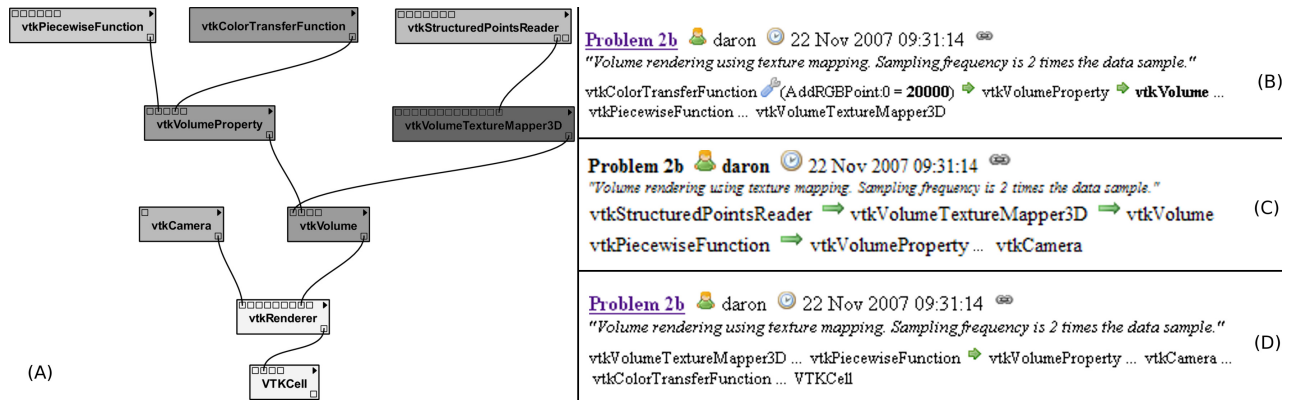 vtkPiecewiseFunction
vtkColorTransferFunction
vtkStructuredPointsReader
vtkVolumeProperty
vtkVolumeTextureMapper3D
vtkCamera
vtkVolume
vtkRenderer
VTKCell
(A)
Problem 2b daron 22 Nov 2007 09:31:14
"Volume rendering using texture mapping. Sampling frequency is 2 times the data sample."
vtkColorTransferFunction (AddRGBPoint:0 = 20000) vtkVolumeProperty vtkVolume ...
vtkPiecewiseFunction ... vtkVolumeTextureMapper3D
(B)
Problem 2b daron 22 Nov 2007 09:31:14
"Volume rendering using texture mapping. Sampling frequency is 2 times the data sample."
vtkStructuredPointsReader vtkVolumeTextureMapper3D vtkVolume
vtkPiecewiseFunction vtkVolumeProperty ... vtkCamera
(C)
Problem 2b daron 22 Nov 2007 09:31:14
"Volume rendering using texture mapping. Sampling frequency is 2 times the data sample."
vtkVolumeTextureMapper3D ... vtkPiecewiseFunction vtkVolumeProperty ... vtkCamera ...
vtkColorTransferFunction ... VTKCell
(D)